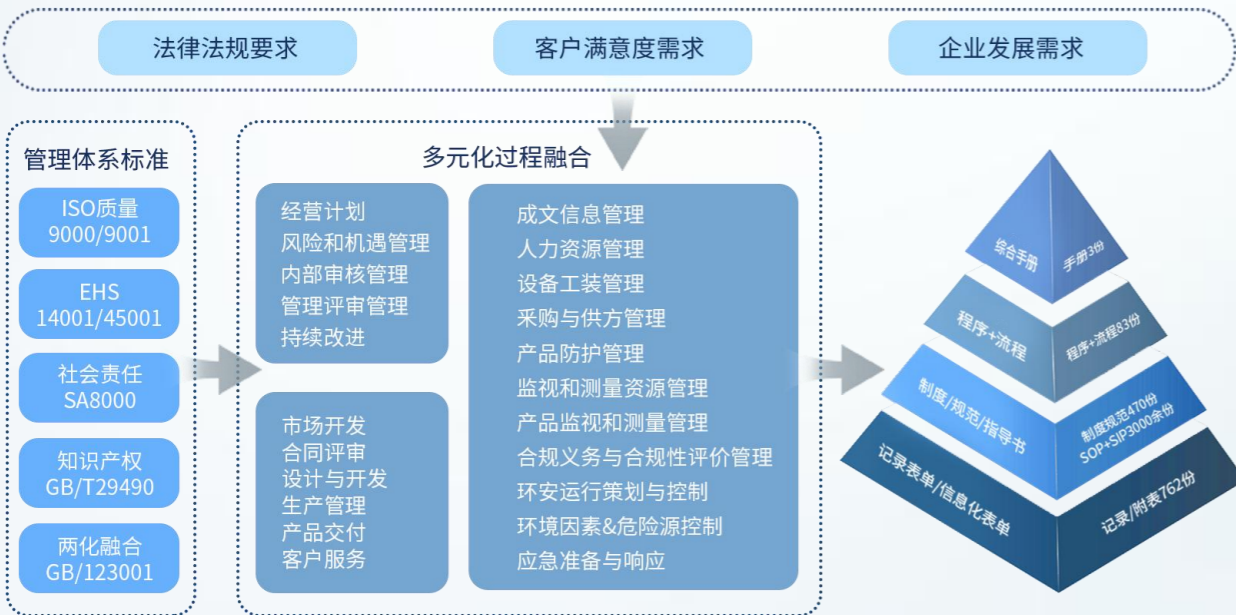 法律法规要求
客户满意度需求
企业发展需求
管理体系标准
ISO质量
9000/9001
EHS
14001/45001
社会责任
SA8000
知识产权
GB/T29490
两化融合
GB/123001
多元化过程融合
经营计划
风险和机遇管理
内部审核管理
管理评审管理
持续改进
市场开发
合同评审
设计与开发
生产管理
产品交付
客户服务
成文信息管理
人力资源管理
设备工装管理
采购与供方管理
产品防护管理
监视和测量资源管理
产品监视和测量管理
合规义务与合规性评价管理
环安运行策划与控制
环境因素&危险源控制
应急准备与响应
综合手册
手册3份
程序+流程
程序+流程83份
制度/规范/指导书
制度规范470份
SOP+SIP3000余份
记录表单/信息化表单
记录/附表762份